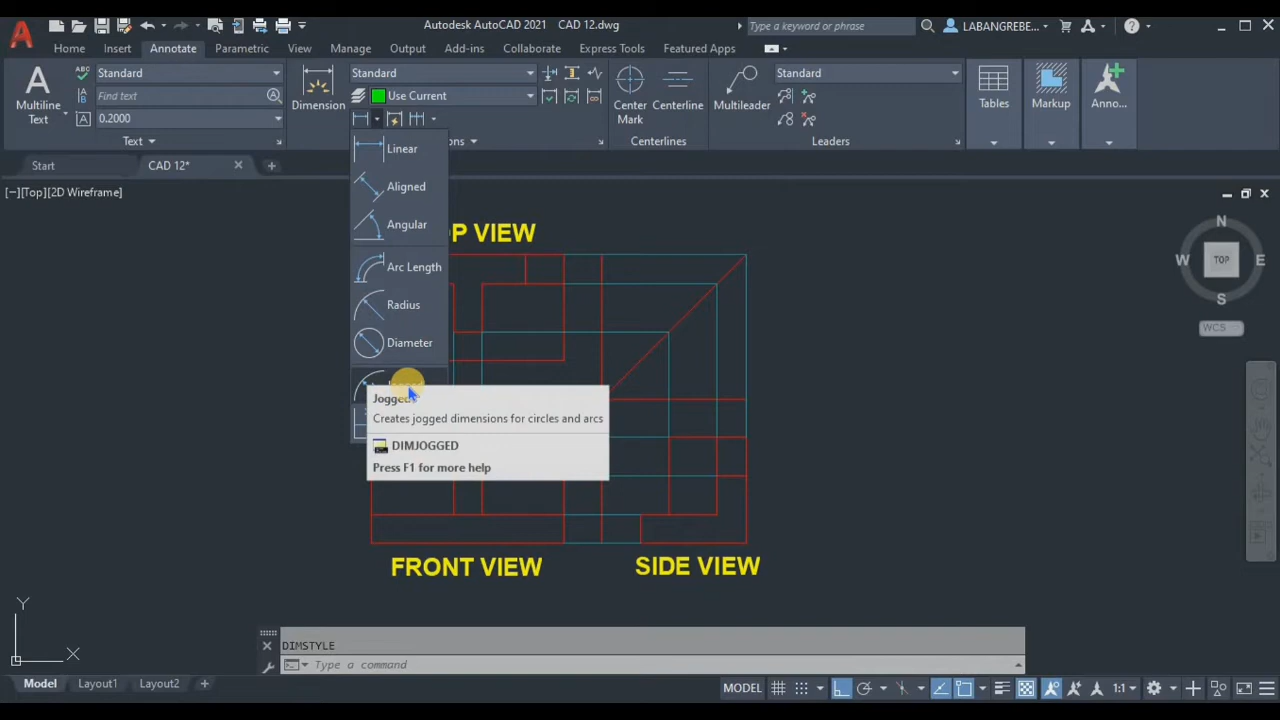 Autodesk AutoCAD 2021 CAD 12.dwg
Type a keyword or phrase
LABANGREBE...
Home Insert Annotate Parametric View Manage Output Add-ins Collaborate Express Tools Featured Apps
Multiline
Text
Standard
Find text
0.2000
Text
Dimension
Standard
Use Current
Center
Mark
Centerline
Centerlines
Multileader
Standard
Leaders
Tables
Markup
Anno...
Start
CAD 12*
[−][Top][2D Wireframe]
Linear
Aligned
Angular
Arc Length
Radius
Diameter
Jogged
Creates jogged dimensions for circles and arcs
DIMJOGGED
Press F1 for more help
VIEW
N
W TOP E
S
WCS
FRONT VIEW
SIDE VIEW
Y
X
DIMSTYLE
Type a command
Model Layout1 Layout2
MODEL
1:1